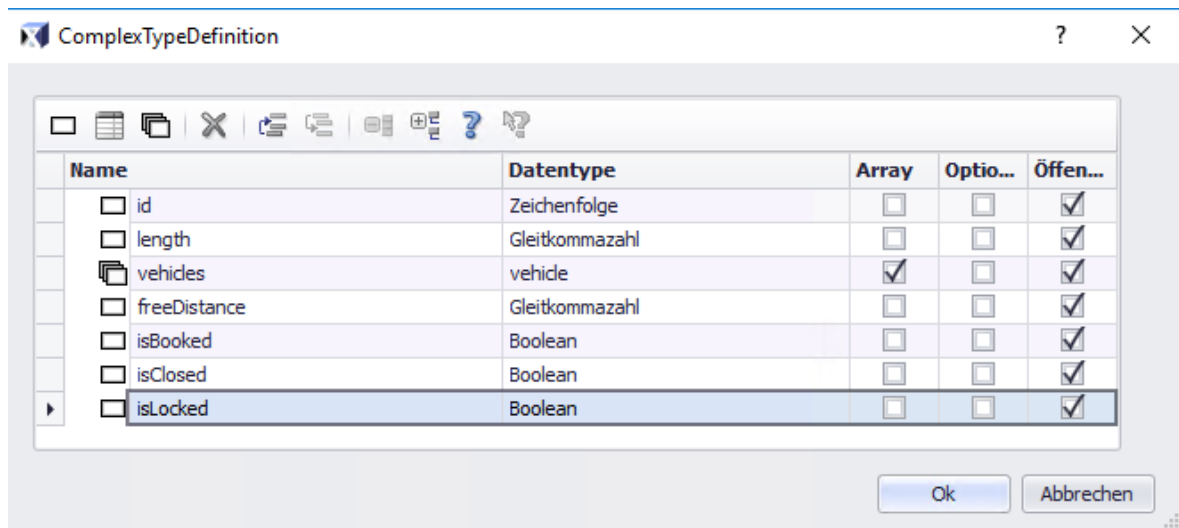 ComplexTypeDefinition ?
Name Datentype Array Optio... Öffen...
id Zeichenfolge
length Gleitkommazahl
vehicles vehicle
freeDistance Gleitkommazahl
isBooked Boolean
isClosed Boolean
isLocked Boolean
Ok Abbrechen